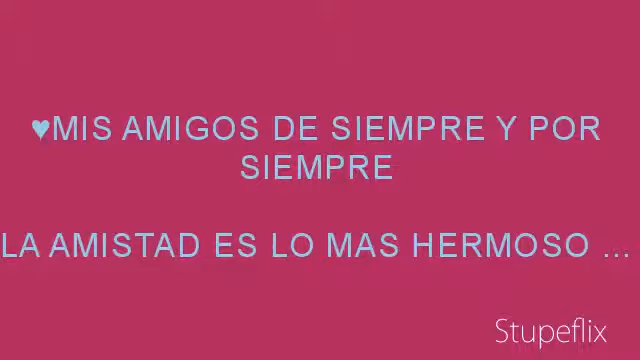 ♥MIS AMIGOS DE SIEMPRE Y POR
SIEMPRE
LA AMISTAD ES LO MAS HERMOSO ...
Stupeflix